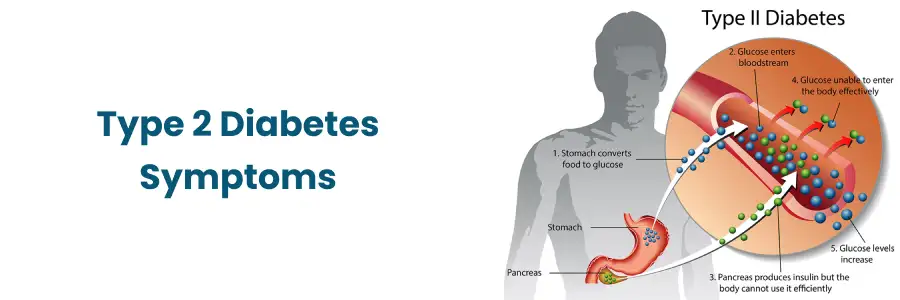 Type 2 Diabetes
Symptoms
Type II Diabetes
2. Glucose enters
bloodstream
4. Glucose unable to enter
the body effectively
1. Stomach converts
food to glucose
Stomach
5. Glucose levels
increase
Pancreas
3. Pancreas produces insulin but the
body cannot use it efficiently